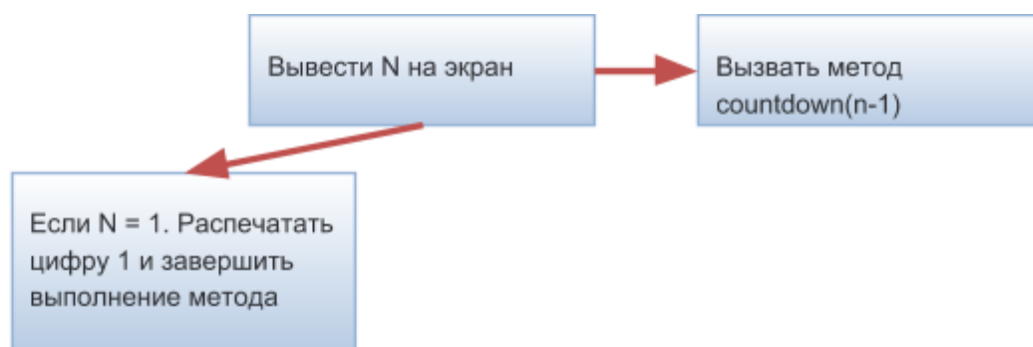 Вывести N на экран
Вызвать метод
countdown(n-1)
Если N = 1. Распечатать
цифру 1 и завершить
выполнение метода